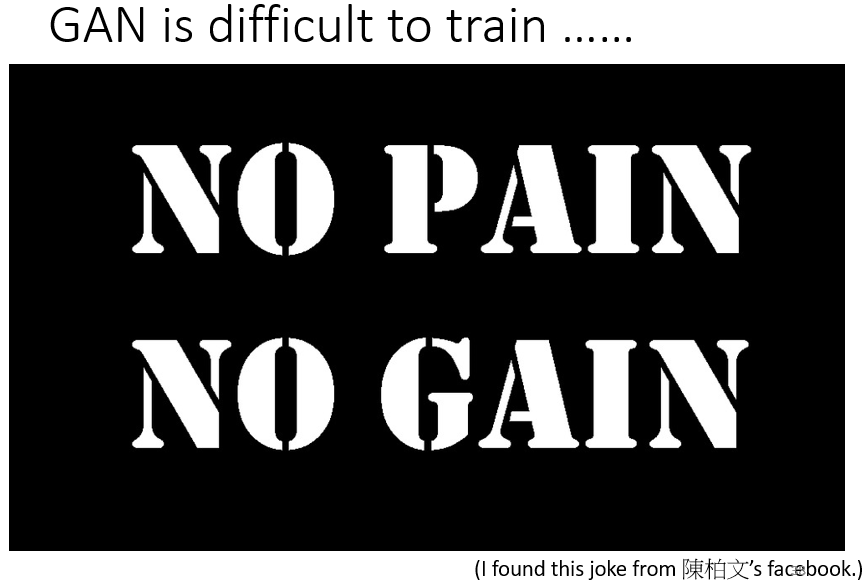 GAN is difficult to train ......
NO PAIN
NO GAIN
(I found this joke from 陳柏文's facebook.)